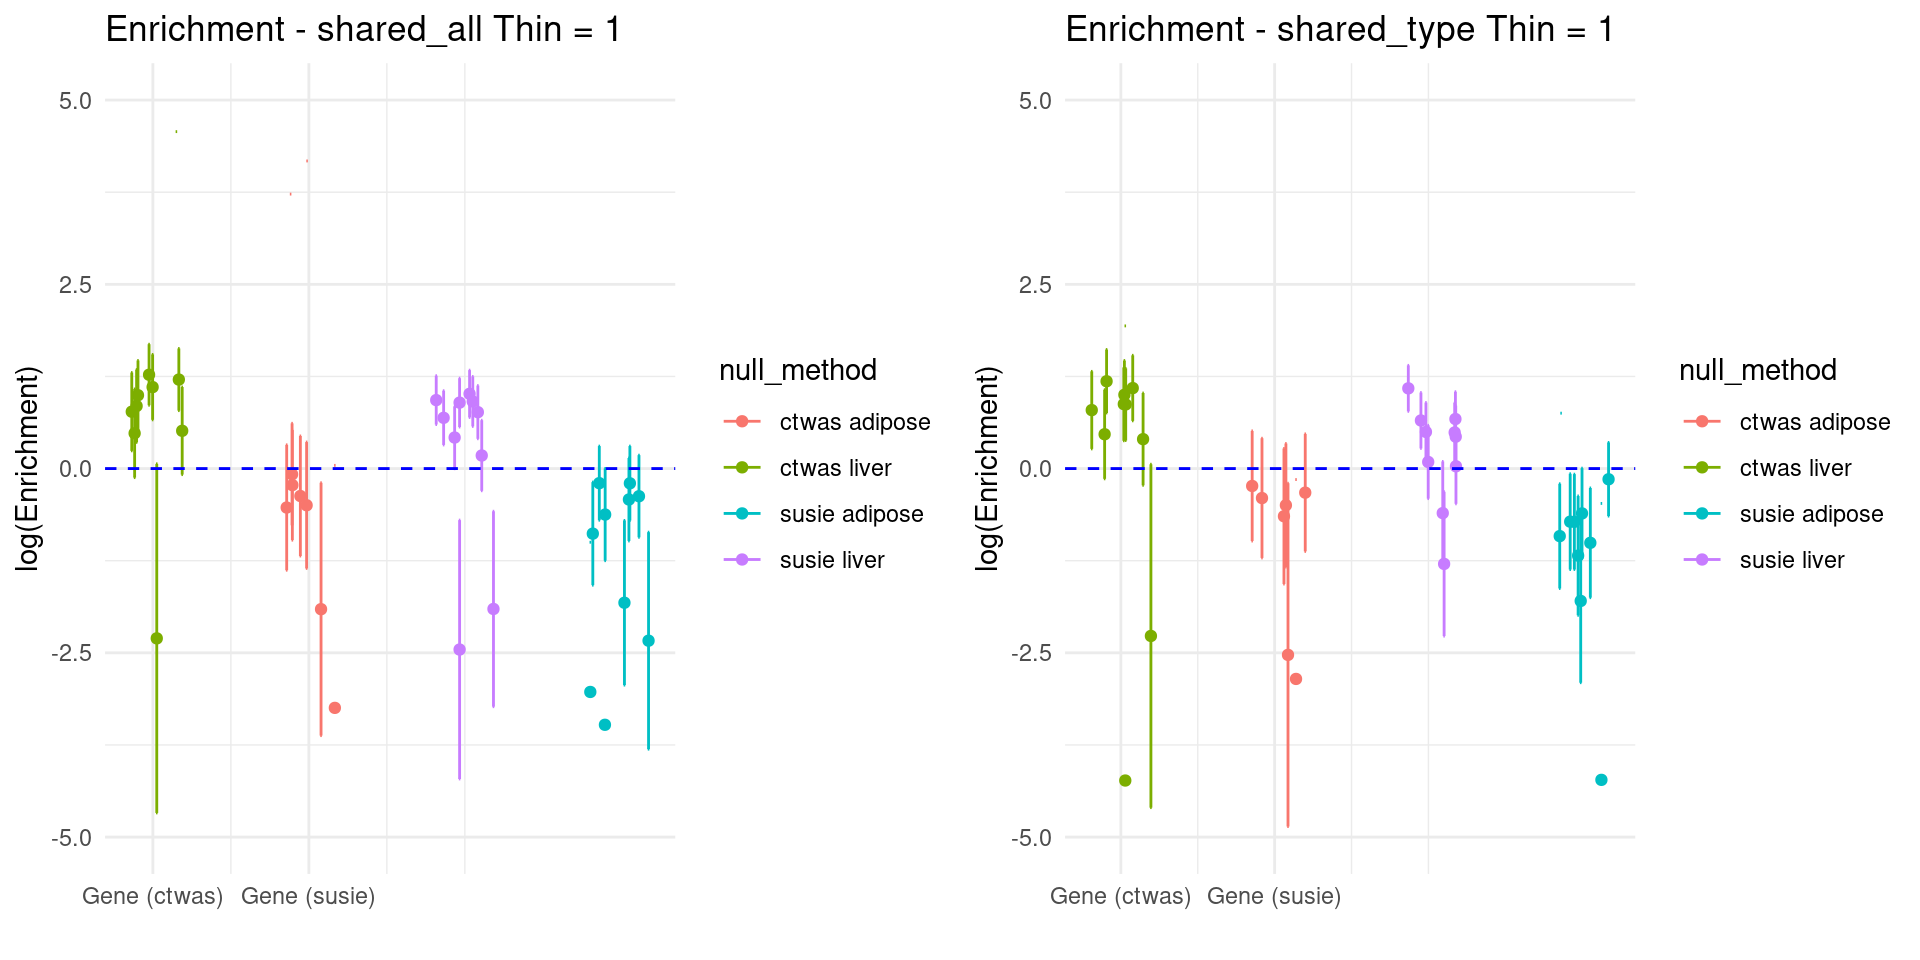 Enrichment - shared_all Thin = 1
log(Enrichment)
5.0
2.5
0.0
-2.5
-5.0
Gene (ctwas)
Gene (susie)
null_method
ctwas adipose
ctwas liver
susie adipose
susie liver
Enrichment - shared_type Thin = 1
log(Enrichment)
5.0
2.5
0.0
-2.5
-5.0
Gene (ctwas)
Gene (susie)
null_method
ctwas adipose
ctwas liver
susie adipose
susie liver